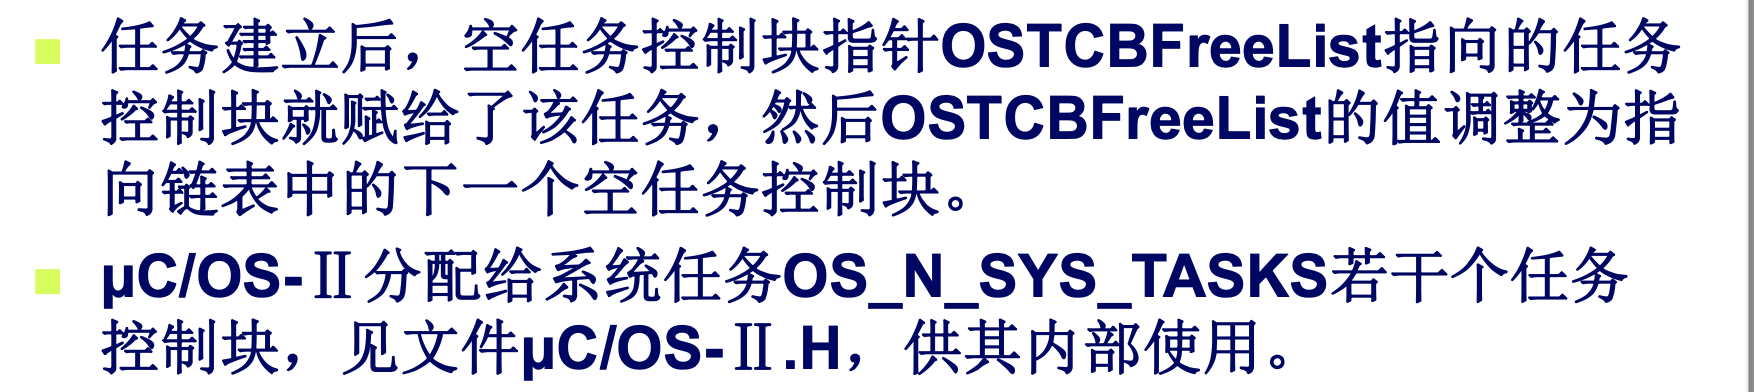 任务建立后，空任务控制块指针OSTCBFreeList指向的任务
控制块就赋给了该任务，然后OSTCBFreeList的值调整为指
向链表中的下一个空任务控制块。
μC/OS-Ⅱ分配给系统任务OS_N_SYS_TASKS若干个任务
控制块，见文件μC/OS-Ⅱ.H，供其内部使用。